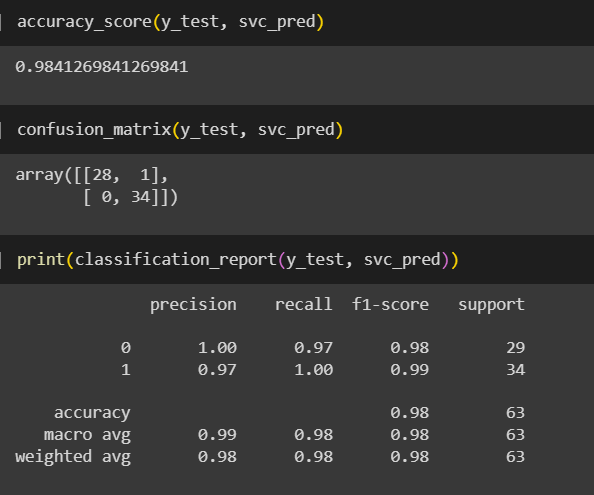 accuracy_score(y_test, svc_pred)
0.9841269841269841
confusion_matrix(y_test, svc_pred)
array([[28,  1],
       [ 0, 34]])
print(classification_report(y_test, svc_pred))
              precision    recall  f1-score   support
           0       1.00      0.97      0.98        29
           1       0.97      1.00      0.99        34
    accuracy                           0.98        63
   macro avg       0.99      0.98      0.98        63
weighted avg       0.98      0.98      0.98        63